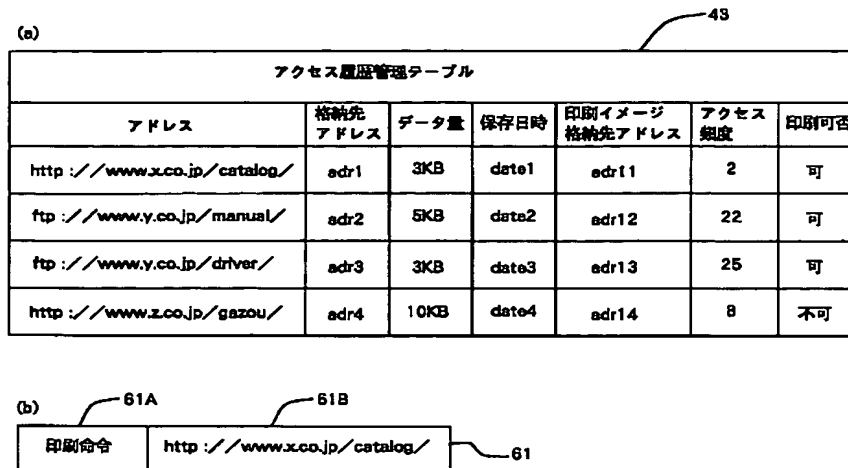 (a)
43
アクセス履歴管理テーブル
アドレス 格納先アドレス データ量 保存日時 印刷イメージ格納先アドレス アクセス頻度 印刷可否
http://www.x.co.jp/catalog/ adr1 3KB date1 adr11 2 可
ftp://www.y.co.jp/manual/ adr2 5KB date2 adr12 22 可
ftp://www.y.co.jp/driver/ adr3 3KB date3 adr13 25 可
http://www.z.co.jp/gazou/ adr4 10KB date4 adr14 8 不可
(b)
61A 61B
印刷命令 http://www.x.co.jp/catalog/ 61